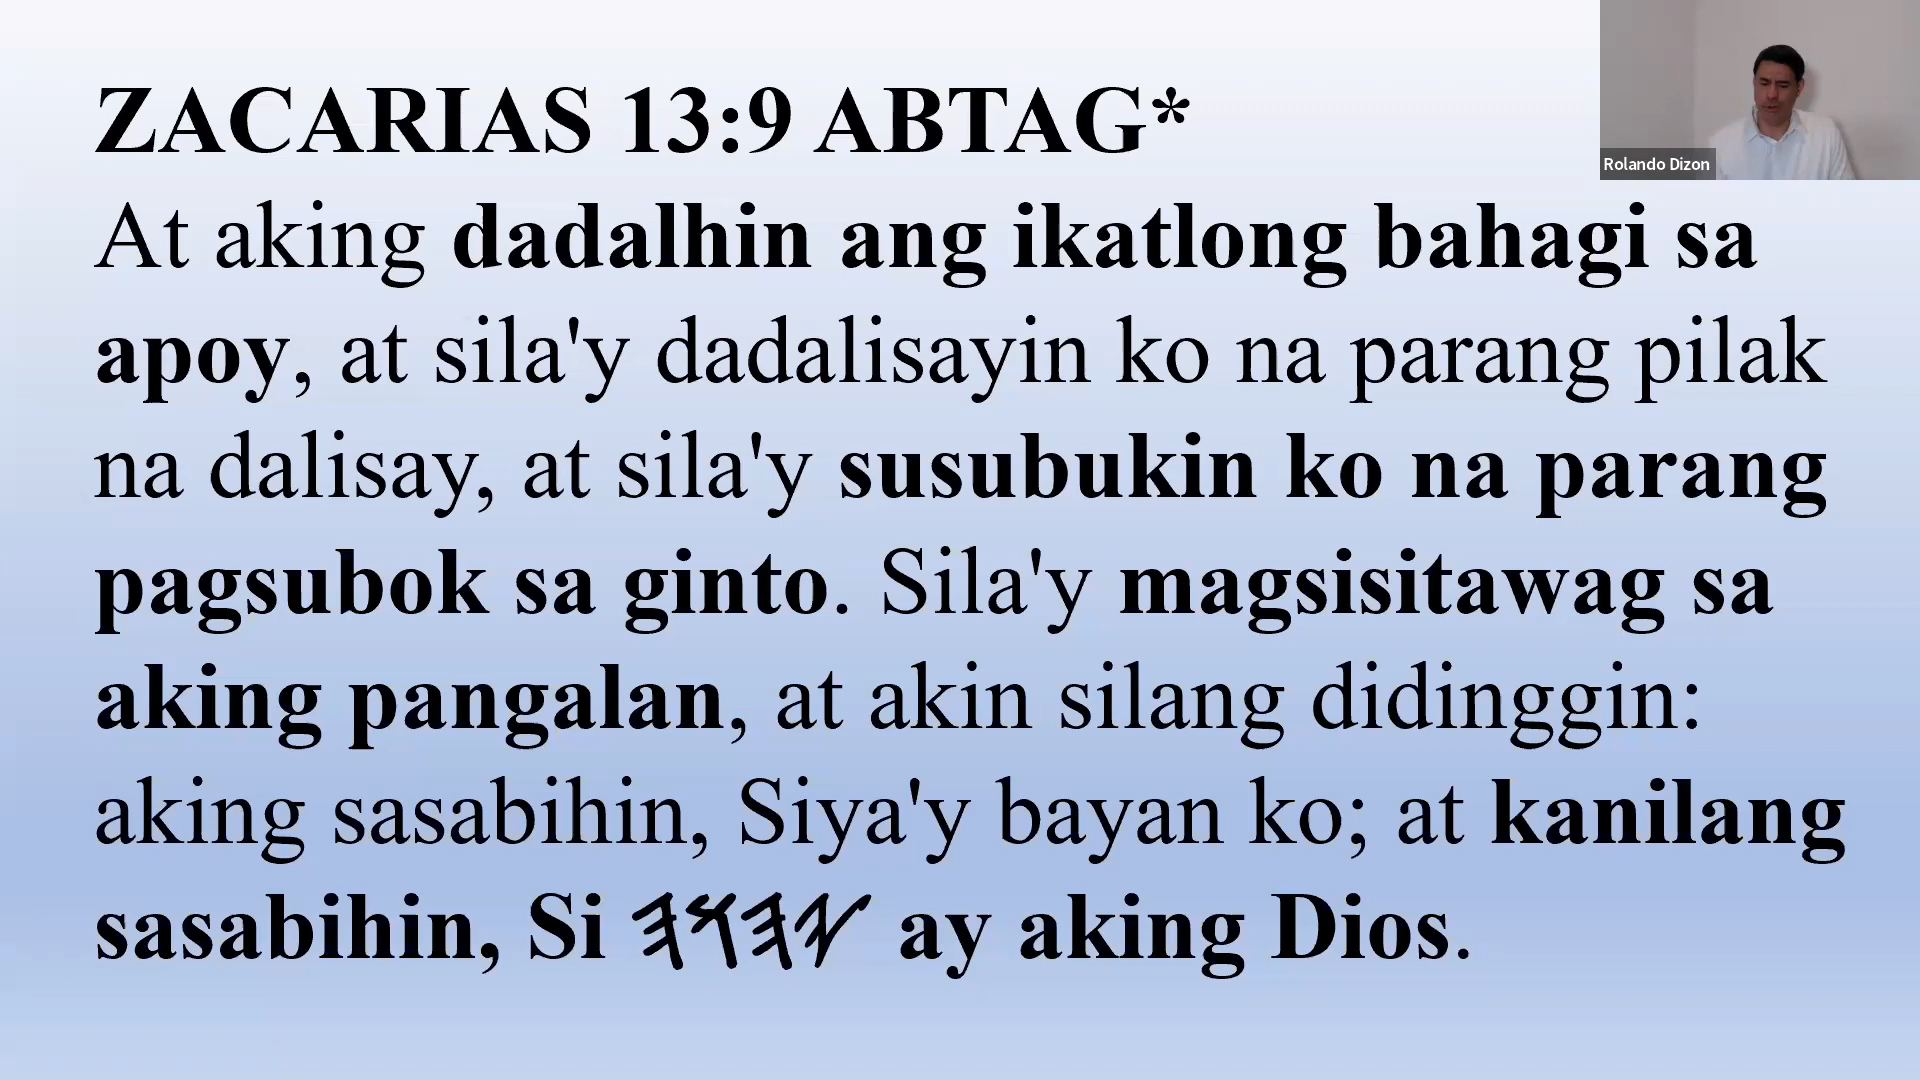 ZACARIAS 13:9 ABTAG*
Rolando Dizon
At aking dadalhin ang ikatlong bahagi sa
apoy, at sila'y dadalisayin ko na parang pilak
na dalisay, at sila'y susubukin ko na parang
pagsubok sa ginto. Sila'y magsisitawag sa
aking pangalan, at akin silang didinggin:
aking sasabihin, Siya'y bayan ko; at kanilang
sasabihin, Si 𐤉𐤄𐤅𐤄 ay aking Dios.